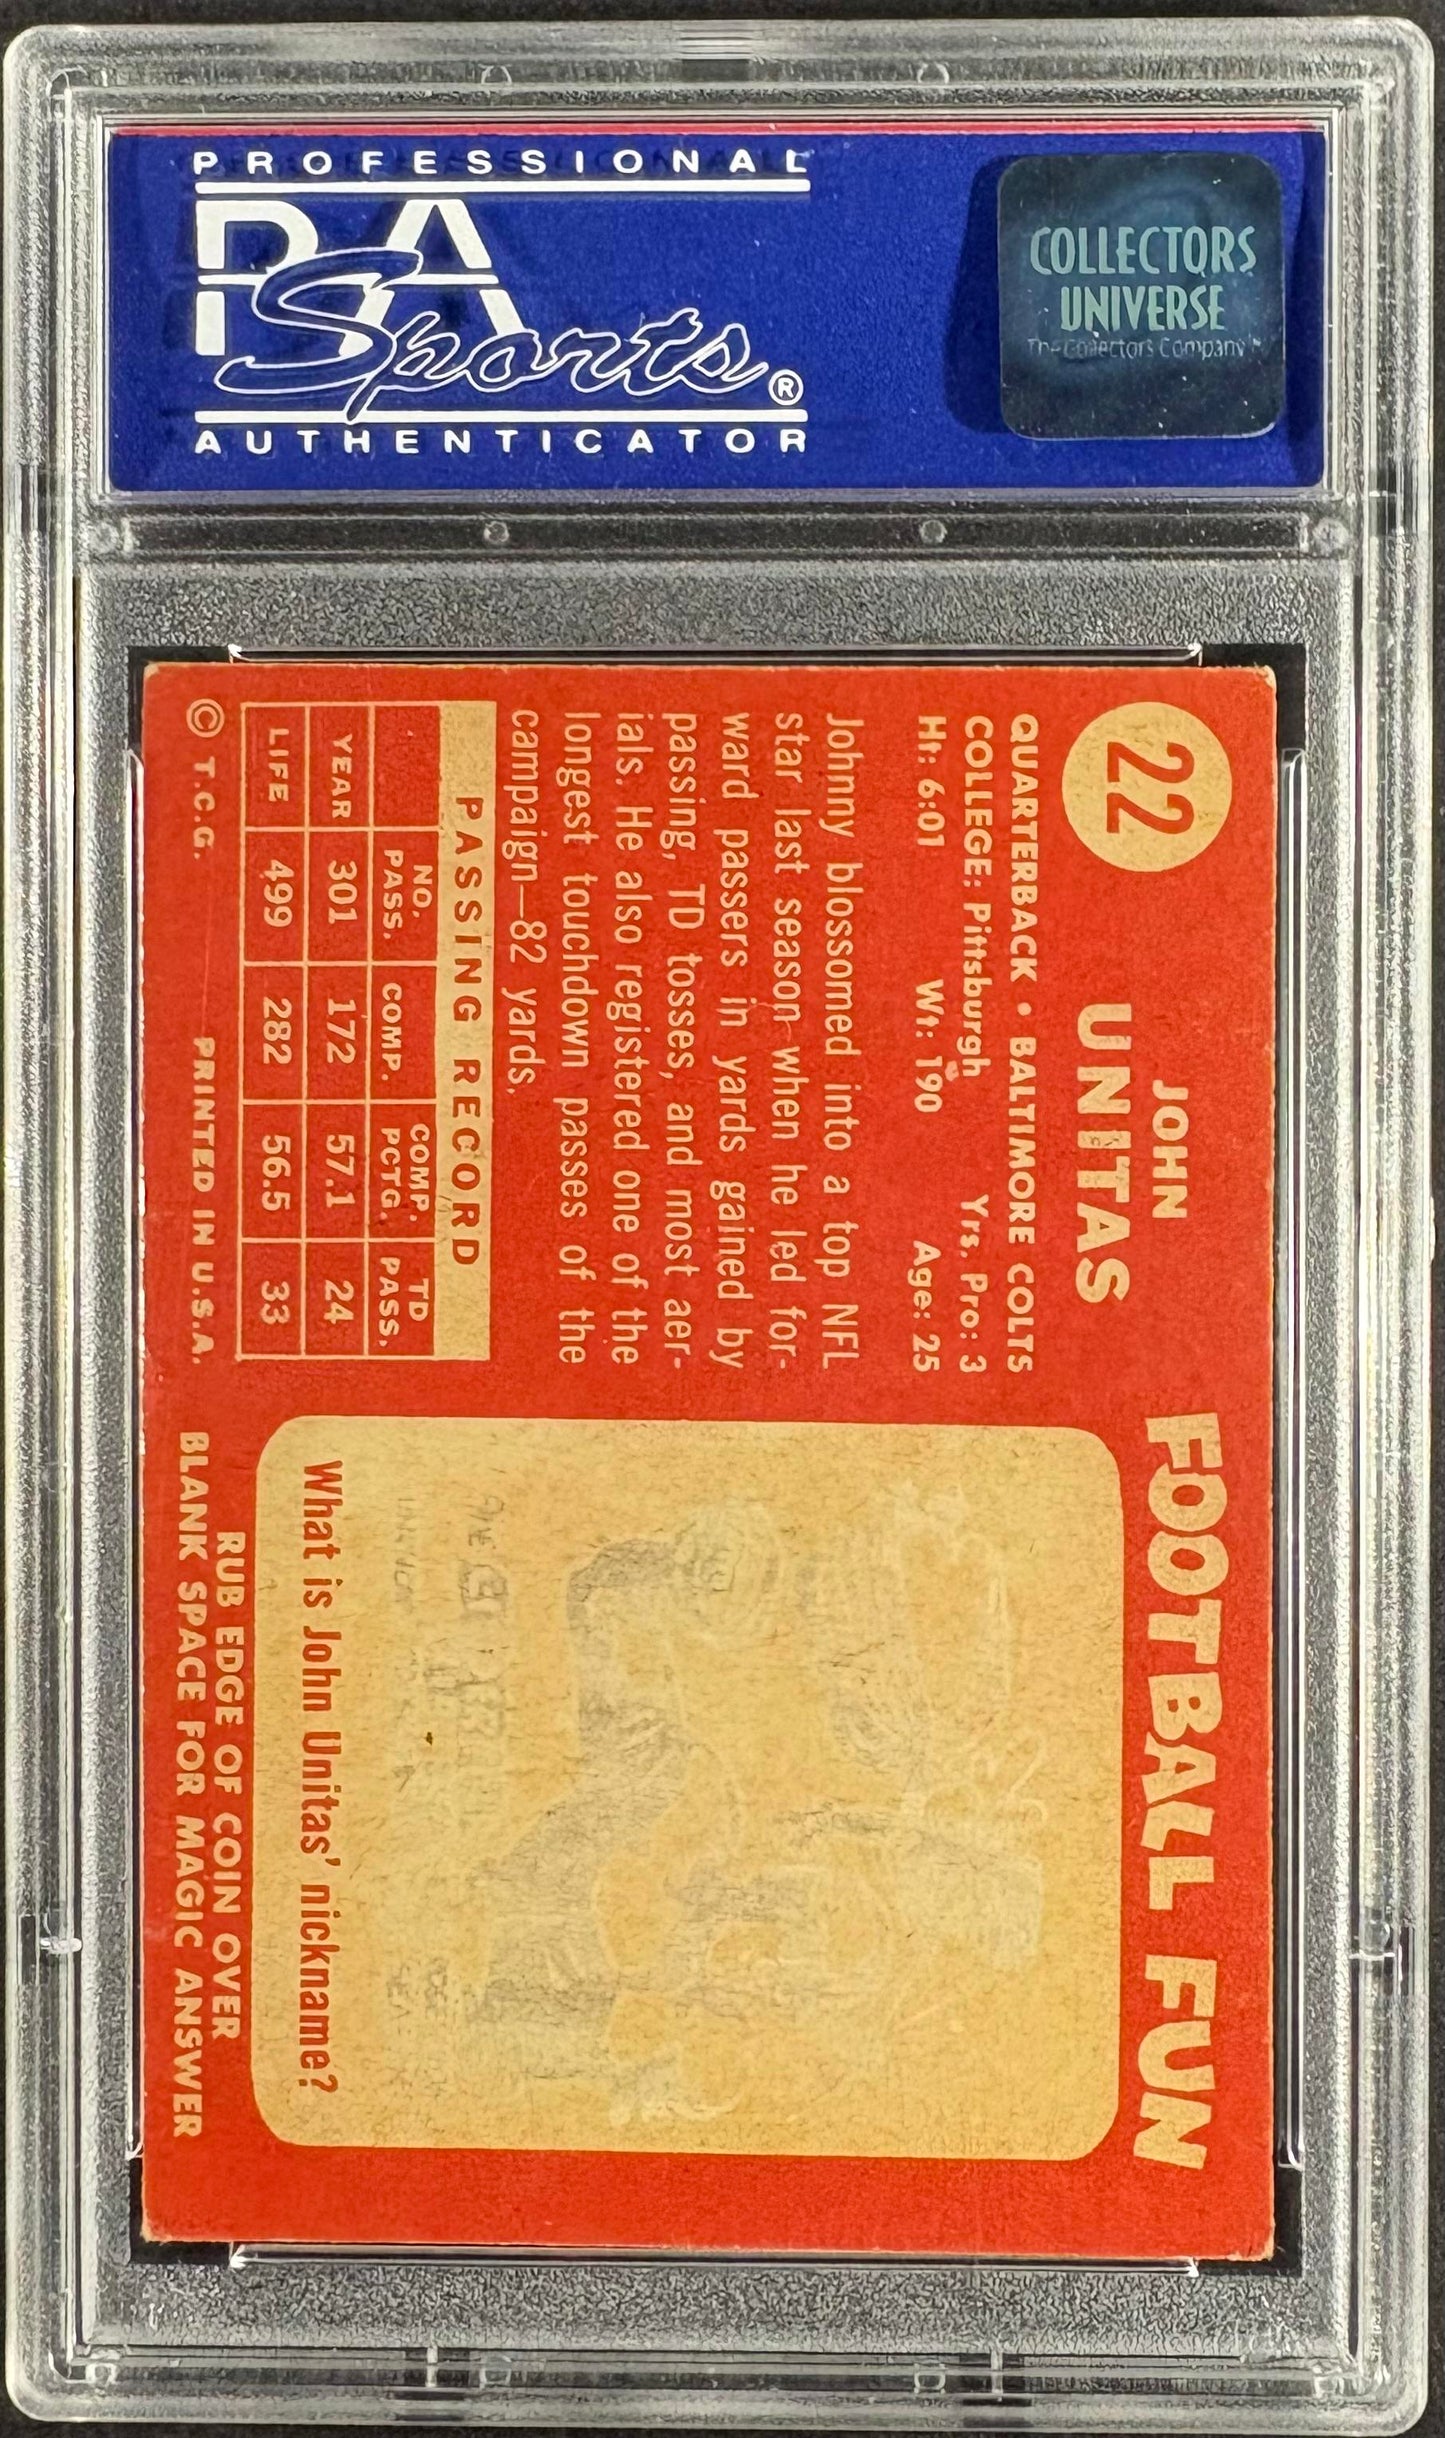 PROFESSIONAL
PSA
Sports®
AUTHENTICATOR
COLLECTORS
UNIVERSE
The Collectors Company™
22
JOHN
UNITAS
QUARTERBACK • BALTIMORE COLTS
COLLEGE: Pittsburgh Yrs. Pro: 3
Ht: 6:01 Wt: 190 Age: 25
Johnny blossomed into a top NFL
star last season when he led for-
ward passers in yards gained by
passing, TD tosses, and most aer-
ials. He also registered one of the
longest touchdown passes of the
campaign—82 yards.
PASSING RECORD
NO. PASS. COMP. COMP. PCTG. TD PASS.
YEAR 301 172 57.1 24
LIFE 499 282 56.5 33
© T.C.G. PRINTED IN U.S.A.
FOOTBALL FUN
What is John Unitas' nickname?
RUB EDGE OF COIN OVER
BLANK SPACE FOR MAGIC ANSWER